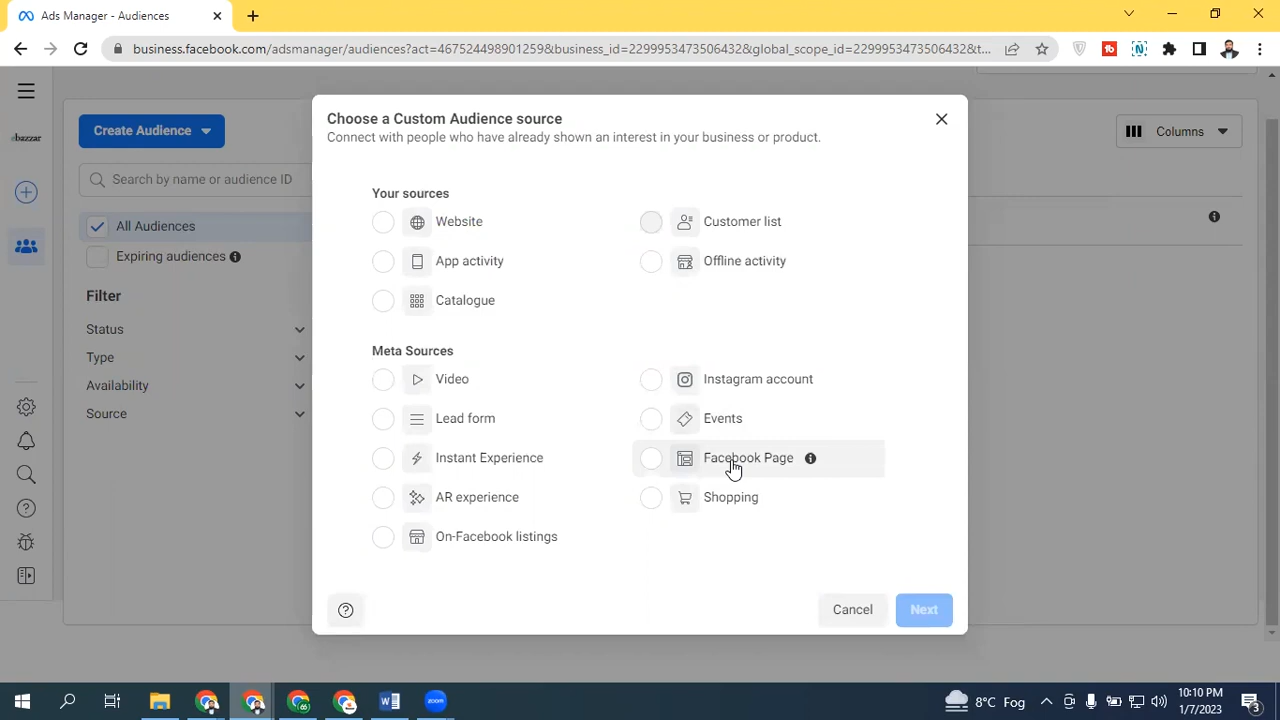 Ads Manager - Audiences
business.facebook.com/adsmanager/audiences?act=467524498901259&business_id=2299953473506432&global_scope_id=2299953473506432&t...
Choose a Custom Audience source
Connect with people who have already shown an interest in your business or product.
Create Audience
Columns
bazzar
Search by name or audience ID
Your sources
Website
Customer list
All Audiences
Expiring audiences
App activity
Offline activity
Filter
Catalogue
Status
Meta Sources
Type
Video
Instagram account
Availability
Source
Lead form
Events
Instant Experience
Facebook Page
AR experience
Shopping
On-Facebook listings
Cancel
Next
8°C Fog
10:10 PM
1/7/2023
3